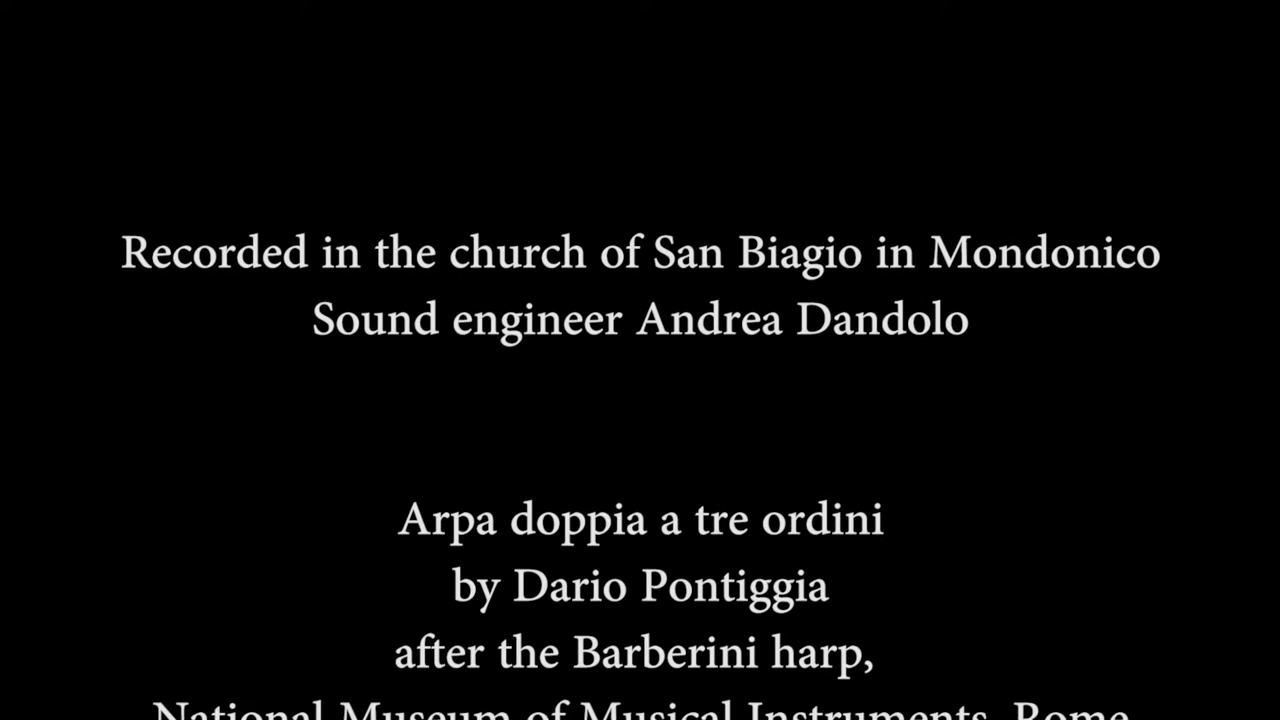 Recorded in the church of San Biagio in Mondonico
Sound engineer Andrea Dandolo
Arpa doppia a tre ordini
by Dario Pontiggia
after the Barberini harp,
National Museum of Musical Instruments, Rome